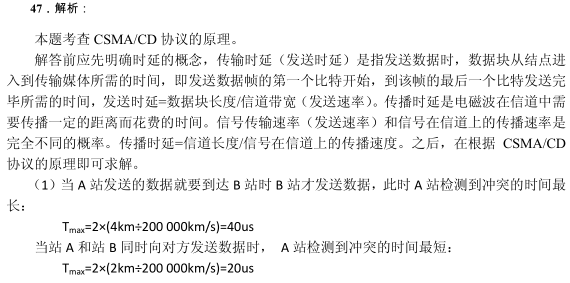 47．解析：
本题考查 CSMA/CD 协议的原理。
解答前应先明确时延的概念，传输时延（发送时延）是指发送数据时，数据块从结点进
入到传输媒体所需的时间，即发送数据帧的第一个比特开始，到该帧的最后一个比特发送完
毕所需的时间，发送时延=数据块长度/信道带宽（发送速率）。传播时延是电磁波在信道中需
要传播一定的距离而花费的时间。信号传输速率（发送速率）和信号在信道上的传播速率是
完全不同的概率。传播时延=信道长度/信号在信道上的传播速度。之后，在根据 CSMA/CD
协议的原理即可求解。
（1）当 A 站发送的数据就要到达 B 站时 B 站才发送数据，此时 A 站检测到冲突的时间最
长：
Tmax=2×(4km÷200 000km/s)=40us
当站 A 和站 B 同时向对方发送数据时， A 站检测到冲突的时间最短：
Tmax=2×(2km÷200 000km/s)=20us